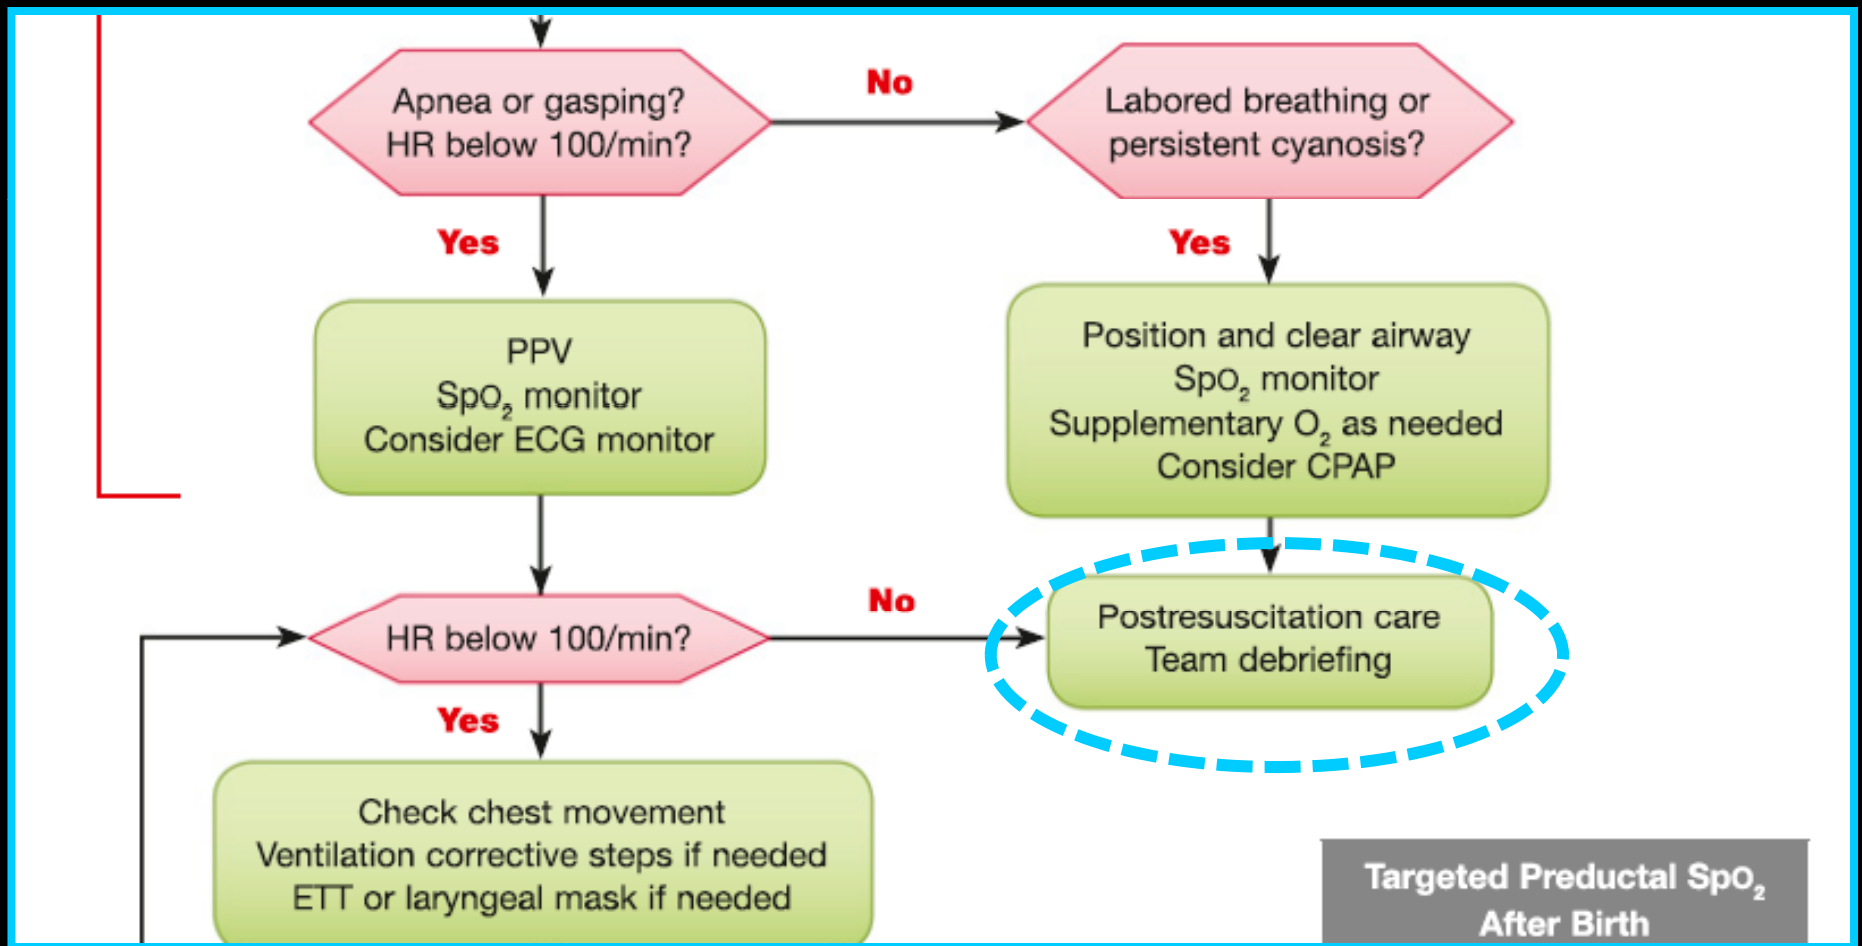 Apnea or gasping?
HR below 100/min?
No
Labored breathing or
persistent cyanosis?
Yes
Yes
PPV
SpO₂ monitor
Consider ECG monitor
Position and clear airway
SpO₂ monitor
Supplementary O₂ as needed
Consider CPAP
HR below 100/min?
No
Postresuscitation care
Team debriefing
Yes
Check chest movement
Ventilation corrective steps if needed
ETT or laryngeal mask if needed
Targeted Preductal SpO₂
After Birth